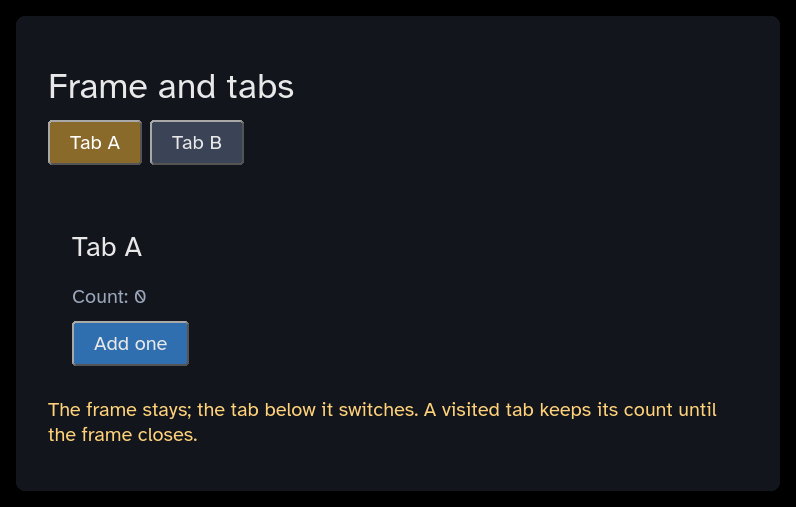 Frame and tabs
Tab A
Tab B
Tab A
Count: 0
Add one
The frame stays; the tab below it switches. A visited tab keeps its count until
the frame closes.